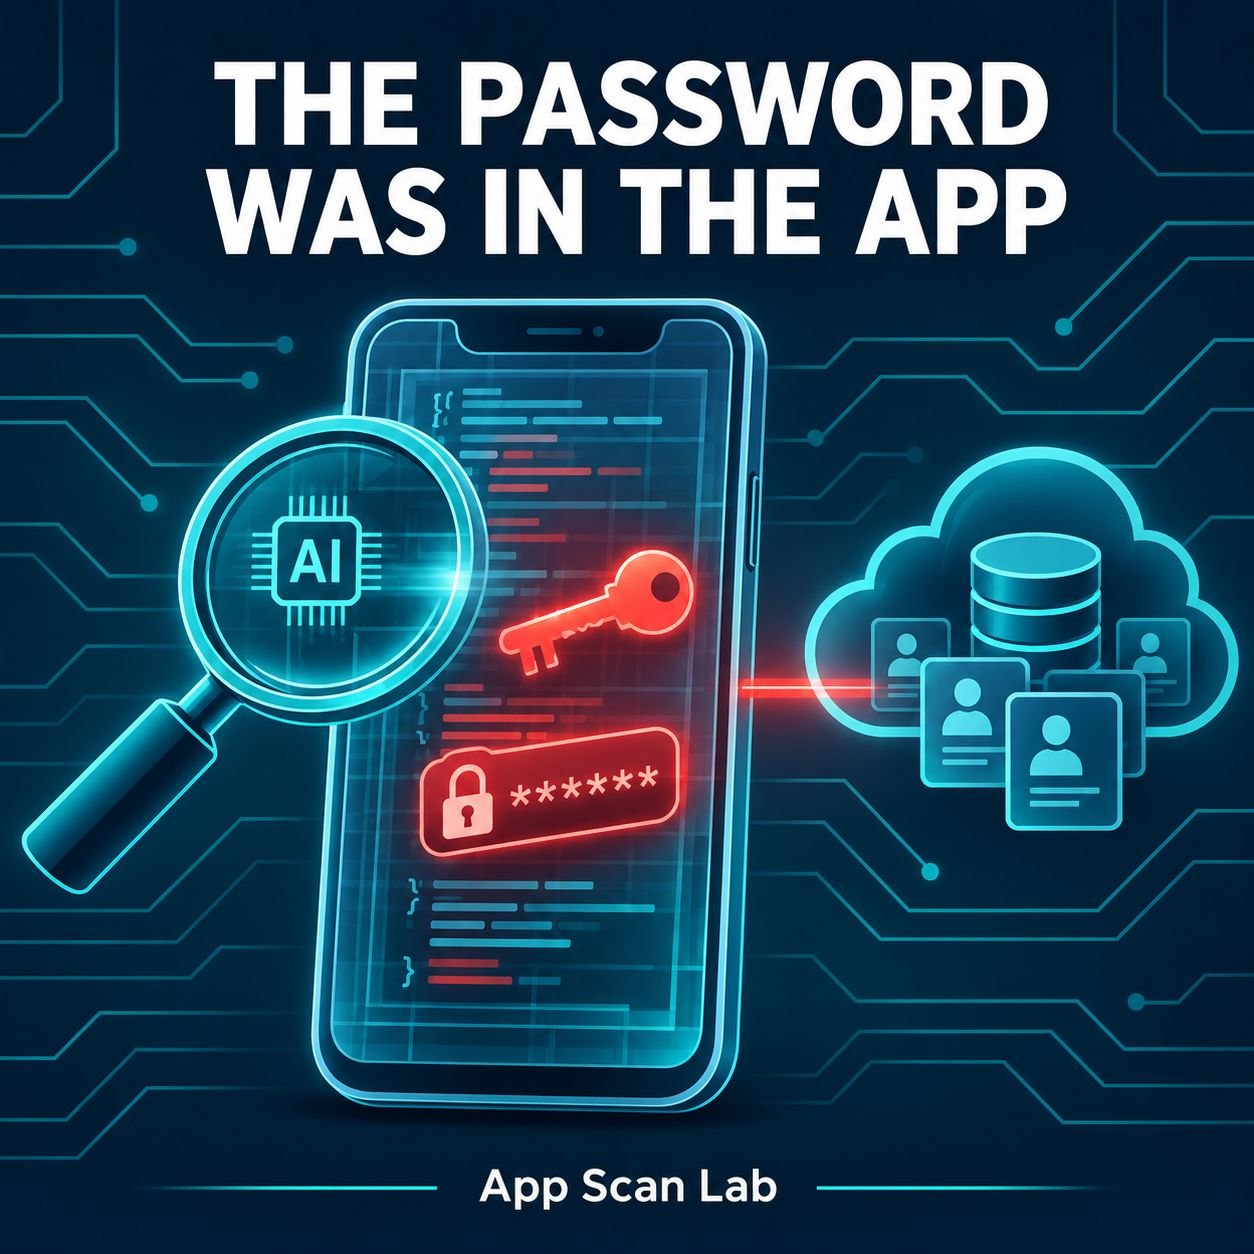 THE PASSWORD
WAS IN THE APP
AI
******
App Scan Lab